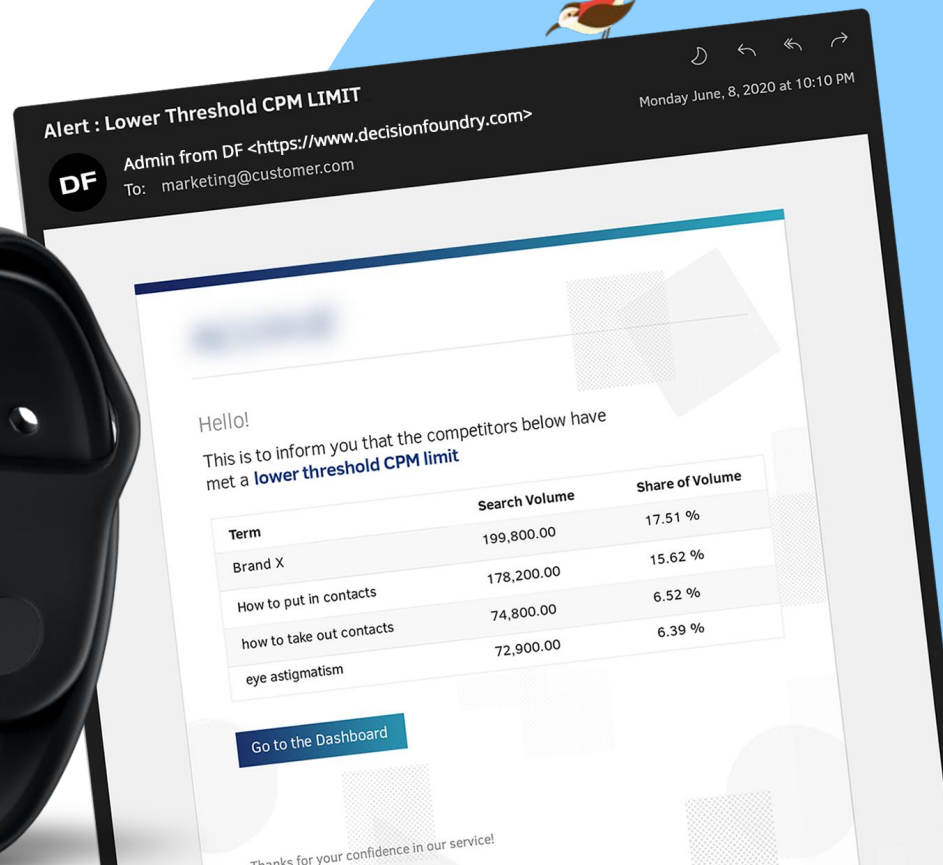 Alert : Lower Threshold CPM LIMIT
Monday June, 8, 2020 at 10:10 PM
DF
Admin from DF <https://www.decisionfoundry.com>
To: marketing@customer.com
Hello!
This is to inform you that the competitors below have
met a lower threshold CPM limit
Term Search Volume Share of Volume
Brand X 199,800.00 17.51 %
How to put in contacts 178,200.00 15.62 %
how to take out contacts 74,800.00 6.52 %
eye astigmatism 72,900.00 6.39 %
Go to the Dashboard
Thanks for your confidence in our service!